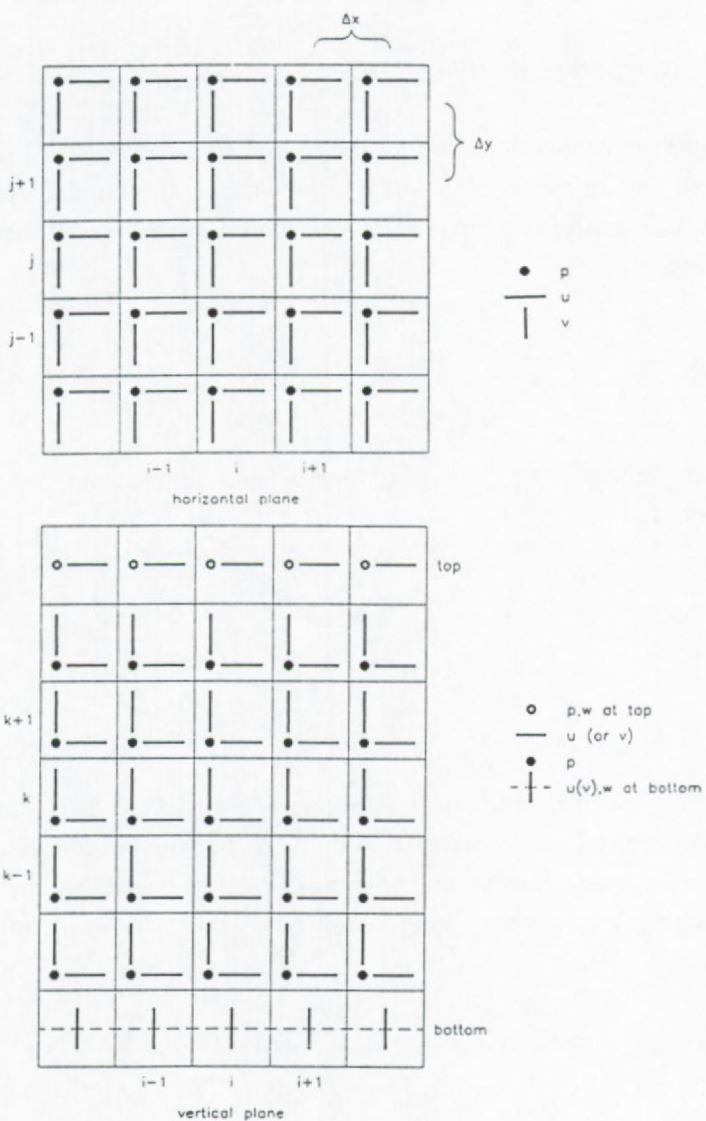 Δx
Δy
j+1
j
j-1
p
u
v
i-1 i i+1
horizontal plane
top
k+1
k
k-1
p,w at top
u (or v)
p
u(v),w at bottom
bottom
i-1 i i+1
vertical plane